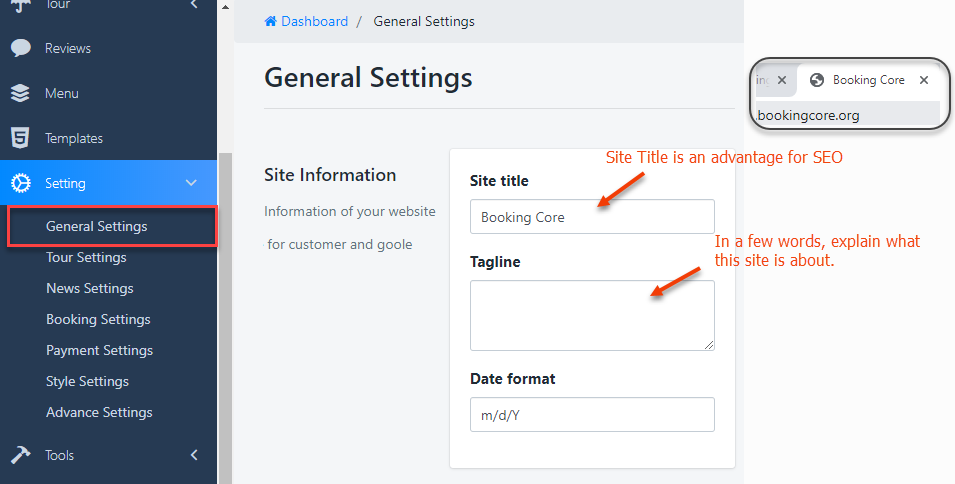 Tour
Reviews
Menu
Templates
Setting
General Settings
Tour Settings
News Settings
Booking Settings
Payment Settings
Style Settings
Advance Settings
Tools
Dashboard / General Settings
General Settings
Site Information
Information of your website
for customer and goole
Site title
Booking Core
Tagline
Date format
m/d/Y
Site Title is an advantage for SEO
In a few words, explain what
this site is about.
Booking Core
.bookingcore.org